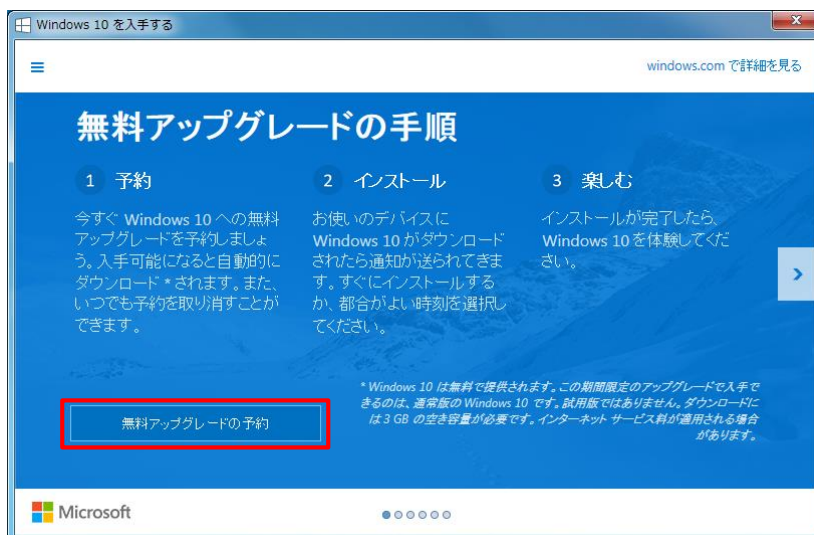 Windows 10 を入手する
windows.com で詳細を見る
無料アップグレードの手順
1 予約
今すぐ Windows 10 への無料
アップグレードを予約しましょ
う。入手可能になると自動的に
ダウンロード * されます。また、
いつでも予約を取り消すことが
できます。
2 インストール
お使いのデバイスに
Windows 10 がダウンロード
されたら通知が送られてきま
す。すぐにインストールする
か、都合がよい時刻を選択し
てください。
3 楽しむ
インストールが完了したら、
Windows 10 を体験してくだ
さい。
無料アップグレードの予約
* Windows 10 は無料で提供されます。この期間限定のアップグレードで入手で
きるのは、通常版の Windows 10 です。試用版ではありません。ダウンロードに
は 3 GB の空き容量が必要です。インターネット サービス料が適用される場合
があります。
Microsoft